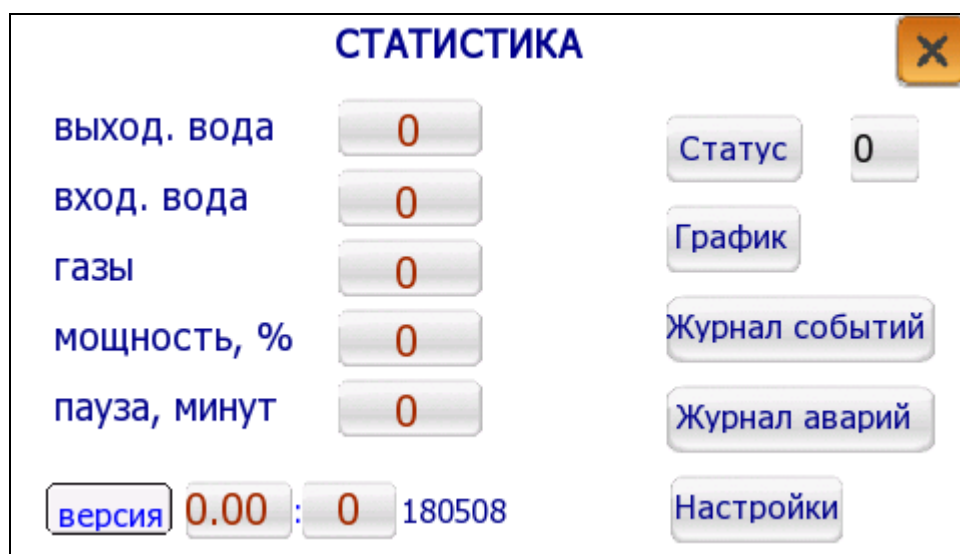 СТАТИСТИКА
выход. вода 0
вход. вода 0
газы 0
мощность, % 0
пауза, минут 0
версия 0.00 : 0 180508
Статус 0
График
Журнал событий
Журнал аварий
Настройки